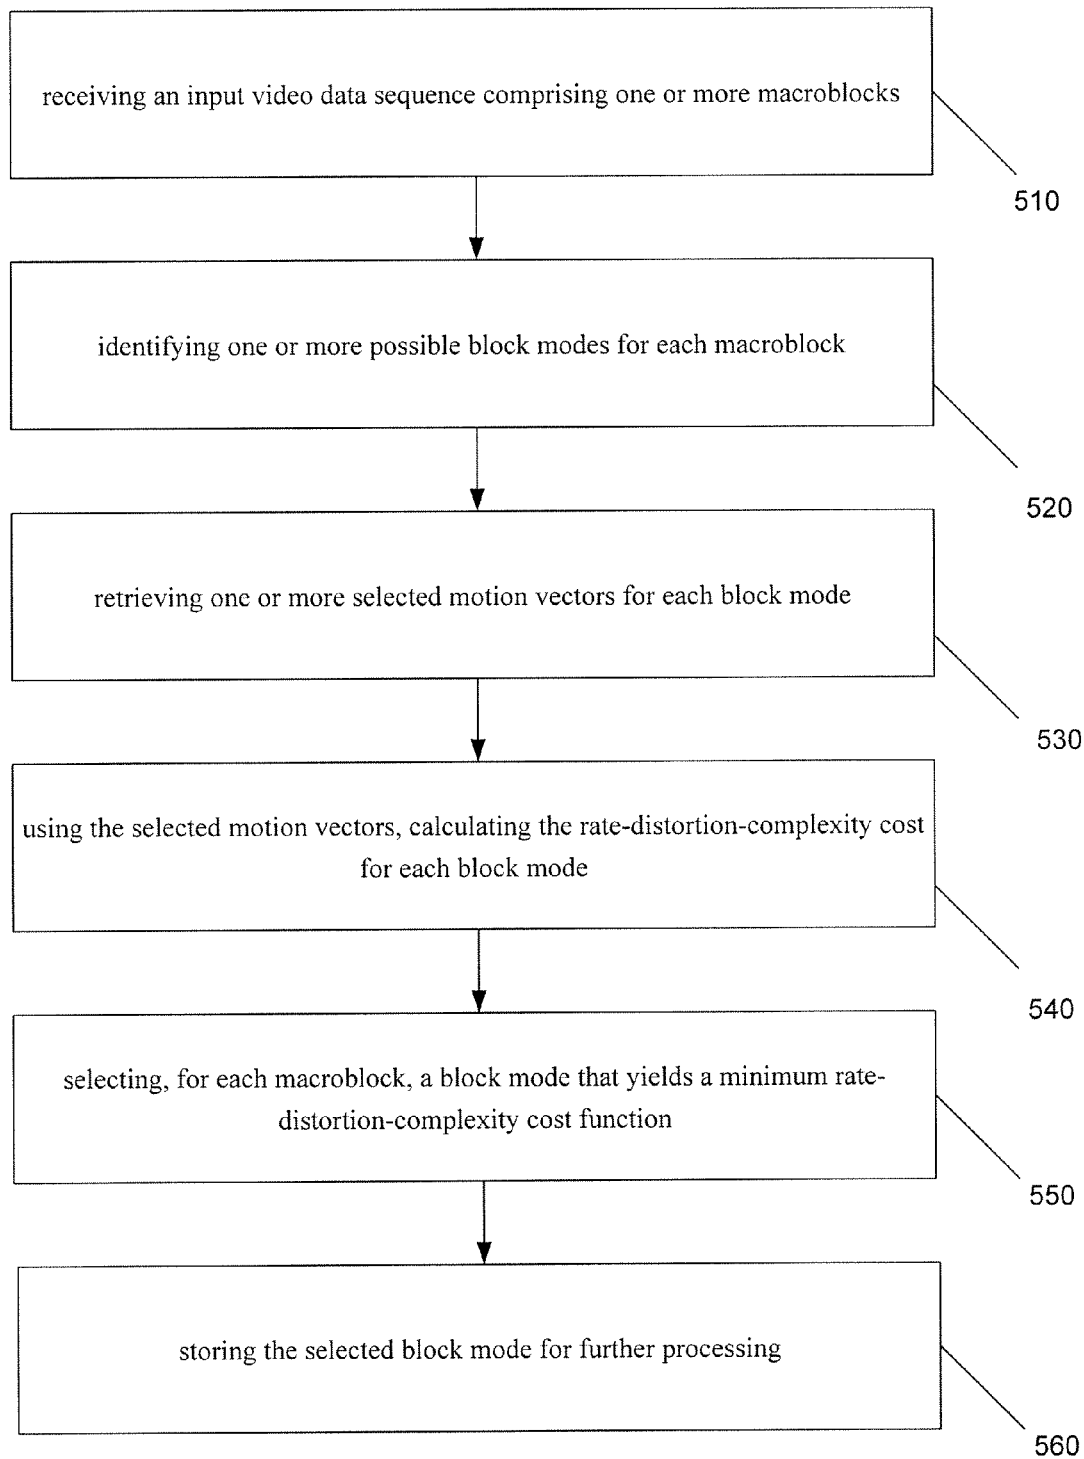 receiving an input video data sequence comprising one or more macroblocks
510
identifying one or more possible block modes for each macroblock
520
retrieving one or more selected motion vectors for each block mode
530
using the selected motion vectors, calculating the rate-distortion-complexity cost
for each block mode
540
selecting, for each macroblock, a block mode that yields a minimum rate-
distortion-complexity cost function
550
storing the selected block mode for further processing
560